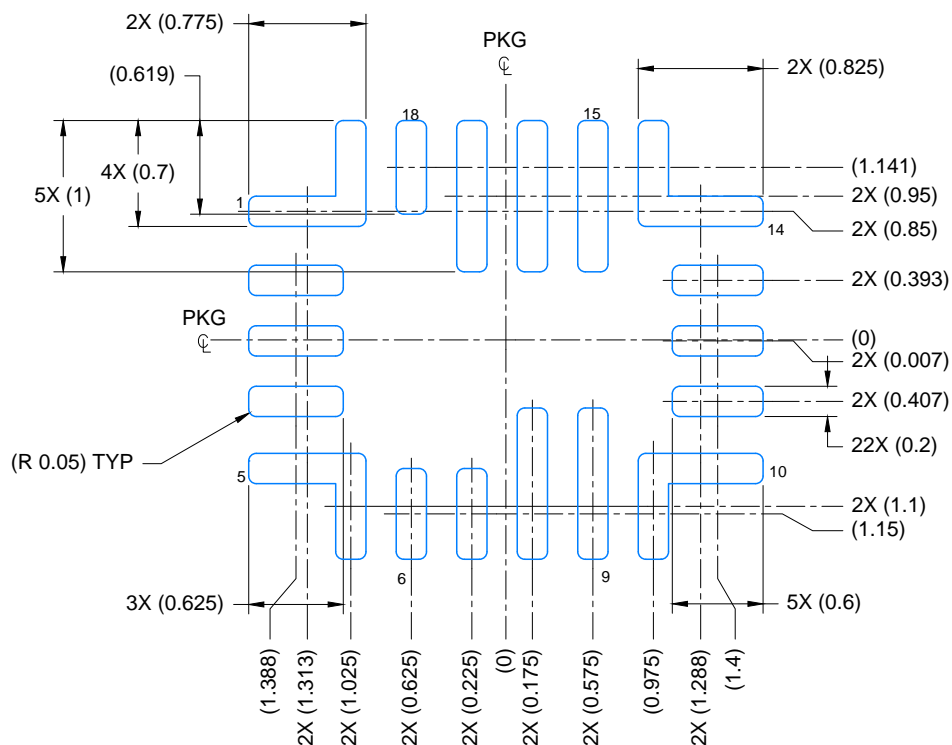 2X (0.775)
PKG
℄
2X (0.825)
(0.619)
18
15
4X (0.7)
(1.141)
5X (1)
2X (0.95)
1
14
2X (0.85)
2X (0.393)
PKG
℄
(0)
2X (0.007)
2X (0.407)
22X (0.2)
(R 0.05) TYP
5
10
2X (1.1)
(1.15)
6
9
3X (0.625)
5X (0.6)
(1.388)
2X (1.313)
2X (1.025)
2X (0.625)
2X (0.225)
(0)
2X (0.175)
2X (0.575)
(0.975)
2X (1.288)
(1.4)